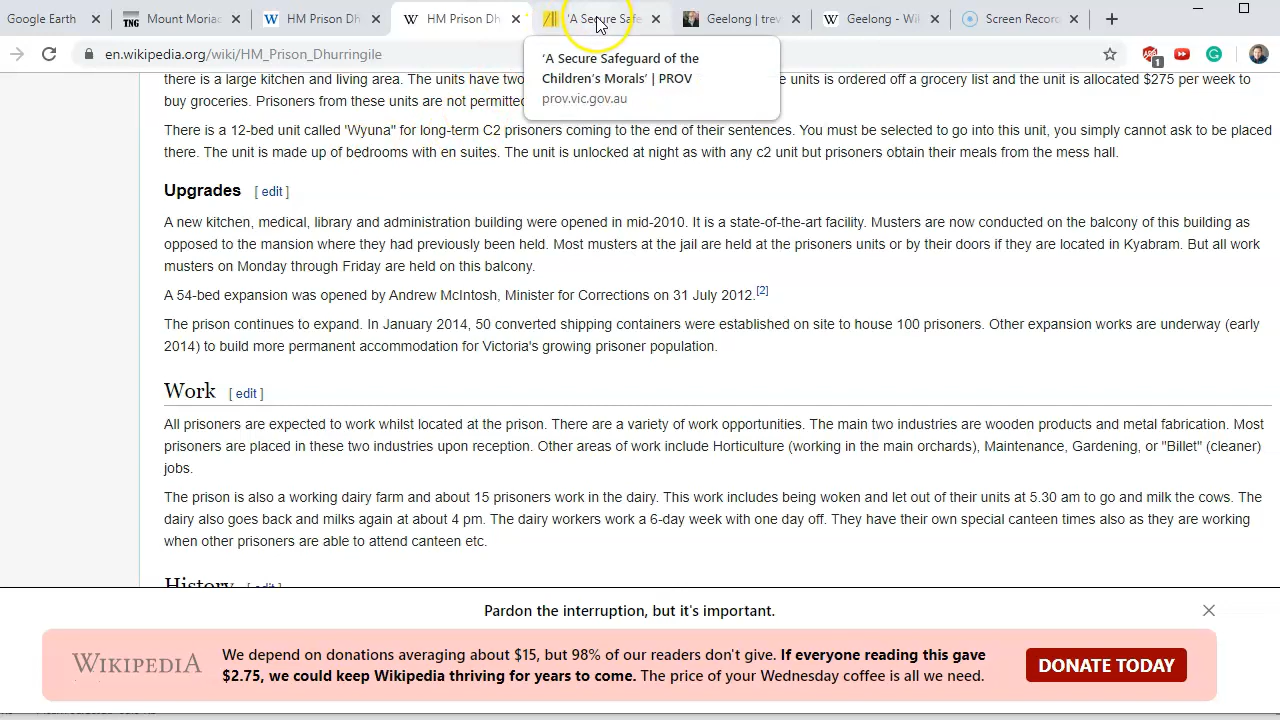 Google Earth
Mount Moriac
HM Prison Dh
HM Prison Dh
'A Secure Safe
Geelong | trev
Geelong - Wi
Screen Record
en.wikipedia.org/wiki/HM_Prison_Dhurringile
1
'A Secure Safeguard of the
Children's Morals' | PROV
prov.vic.gov.au
there is a large kitchen and living area. The units have two
e units is ordered off a grocery list and the unit is allocated $275 per week to
buy groceries. Prisoners from these units are not permitted
There is a 12-bed unit called 'Wyuna" for long-term C2 prisoners coming to the end of their sentences. You must be selected to go into this unit, you simply cannot ask to be placed
there. The unit is made up of bedrooms with en suites. The unit is unlocked at night as with any c2 unit but prisoners obtain their meals from the mess hall.
Upgrades [ edit ]
A new kitchen, medical, library and administration building were opened in mid-2010. It is a state-of-the-art facility. Musters are now conducted on the balcony of this building as
opposed to the mansion where they had previously been held. Most musters at the jail are held at the prisoners units or by their doors if they are located in Kyabram. But all work
musters on Monday through Friday are held on this balcony.
A 54-bed expansion was opened by Andrew McIntosh, Minister for Corrections on 31 July 2012.[2]
The prison continues to expand. In January 2014, 50 converted shipping containers were established on site to house 100 prisoners. Other expansion works are underway (early
2014) to build more permanent accommodation for Victoria's growing prisoner population.
Work [ edit ]
All prisoners are expected to work whilst located at the prison. There are a variety of work opportunities. The main two industries are wooden products and metal fabrication. Most
prisoners are placed in these two industries upon reception. Other areas of work include Horticulture (working in the main orchards), Maintenance, Gardening, or "Billet" (cleaner)
jobs.
The prison is also a working dairy farm and about 15 prisoners work in the dairy. This work includes being woken and let out of their units at 5.30 am to go and milk the cows. The
dairy also goes back and milks again at about 4 pm. The dairy workers work a 6-day week with one day off. They have their own special canteen times also as they are working
when other prisoners are able to attend canteen etc.
History [ edit ]
Pardon the interruption, but it's important.
WIKIPEDIA
We depend on donations averaging about $15, but 98% of our readers don't give. If everyone reading this gave
$2.75, we could keep Wikipedia thriving for years to come. The price of your Wednesday coffee is all we need.
DONATE TODAY